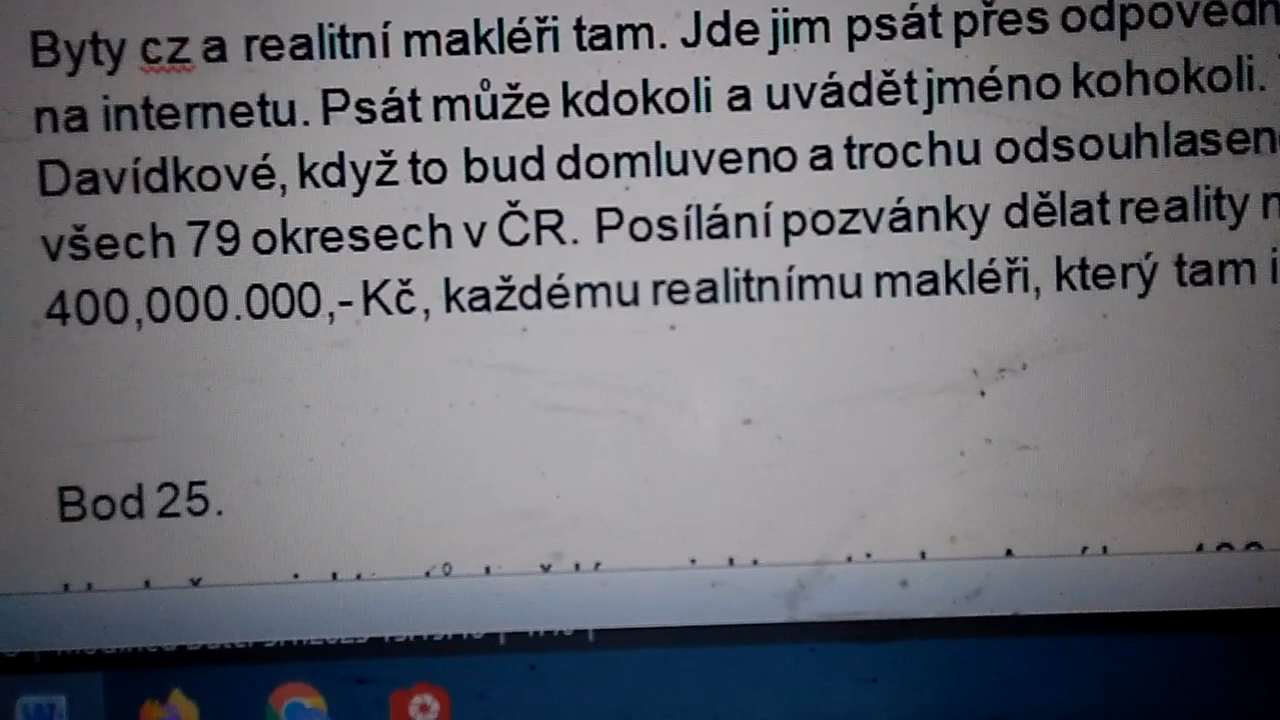 Byty cz a realitní makléři tam. Jde jim psát přes
na internetu. Psát může kdokoli a uvádět jméno kohokoli.
Davídkové, když to bud domluveno a trochu
všech 79 okresech v ČR. Posílání pozvánky dělat reality
400,000.000,- Kč, každému realitnímu makléři, který tam
Bod 25.